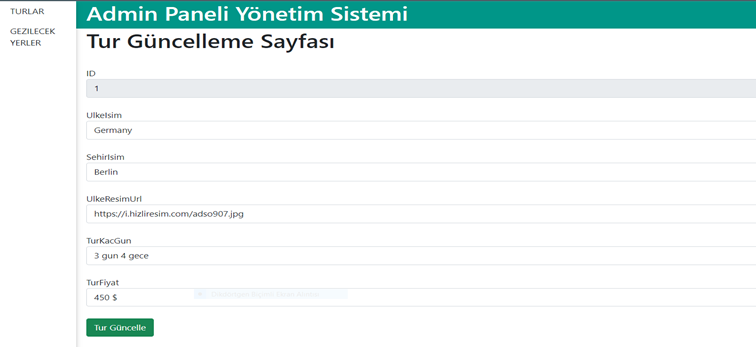 TURLAR
GEZILECEK
YERLER
Admin Paneli Yönetim Sistemi
Tur Güncelleme Sayfası
ID
1
UlkeIsim
Germany
SehirIsim
Berlin
UlkeResimUrl
https://i.hizliresim.com/adso907.jpg
TurKacGun
3 gun 4 gece
TurFiyat
450 $
Tur Güncelle